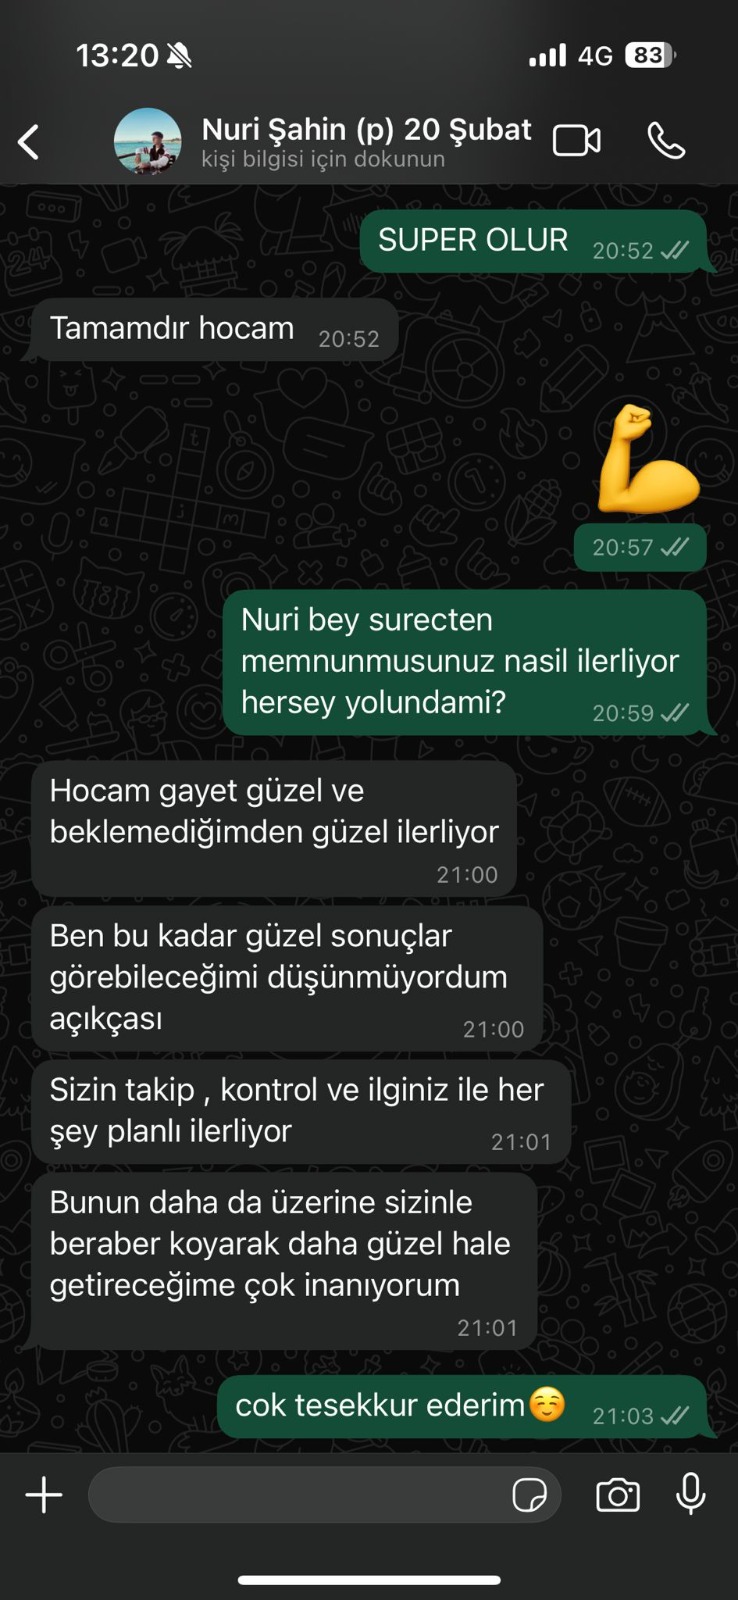 13:20
4G 83
Nuri Şahin (p) 20 Şubat
kişi bilgisi için dokunun
SUPER OLUR 20:52
Tamamdır hocam 20:52
20:57
Nuri bey surecten
memnunmusunuz nasil ilerliyor
hersey yolundami? 20:59
Hocam gayet güzel ve
beklemediğimden güzel ilerliyor
21:00
Ben bu kadar güzel sonuçlar
görebileceğimi düşünmüyordum
açıkçası 21:00
Sizin takip , kontrol ve ilginiz ile her
şey planlı ilerliyor 21:01
Bunun daha da üzerine sizinle
beraber koyarak daha güzel hale
getireceğime çok inanıyorum
21:01
cok tesekkur ederim☺️ 21:03